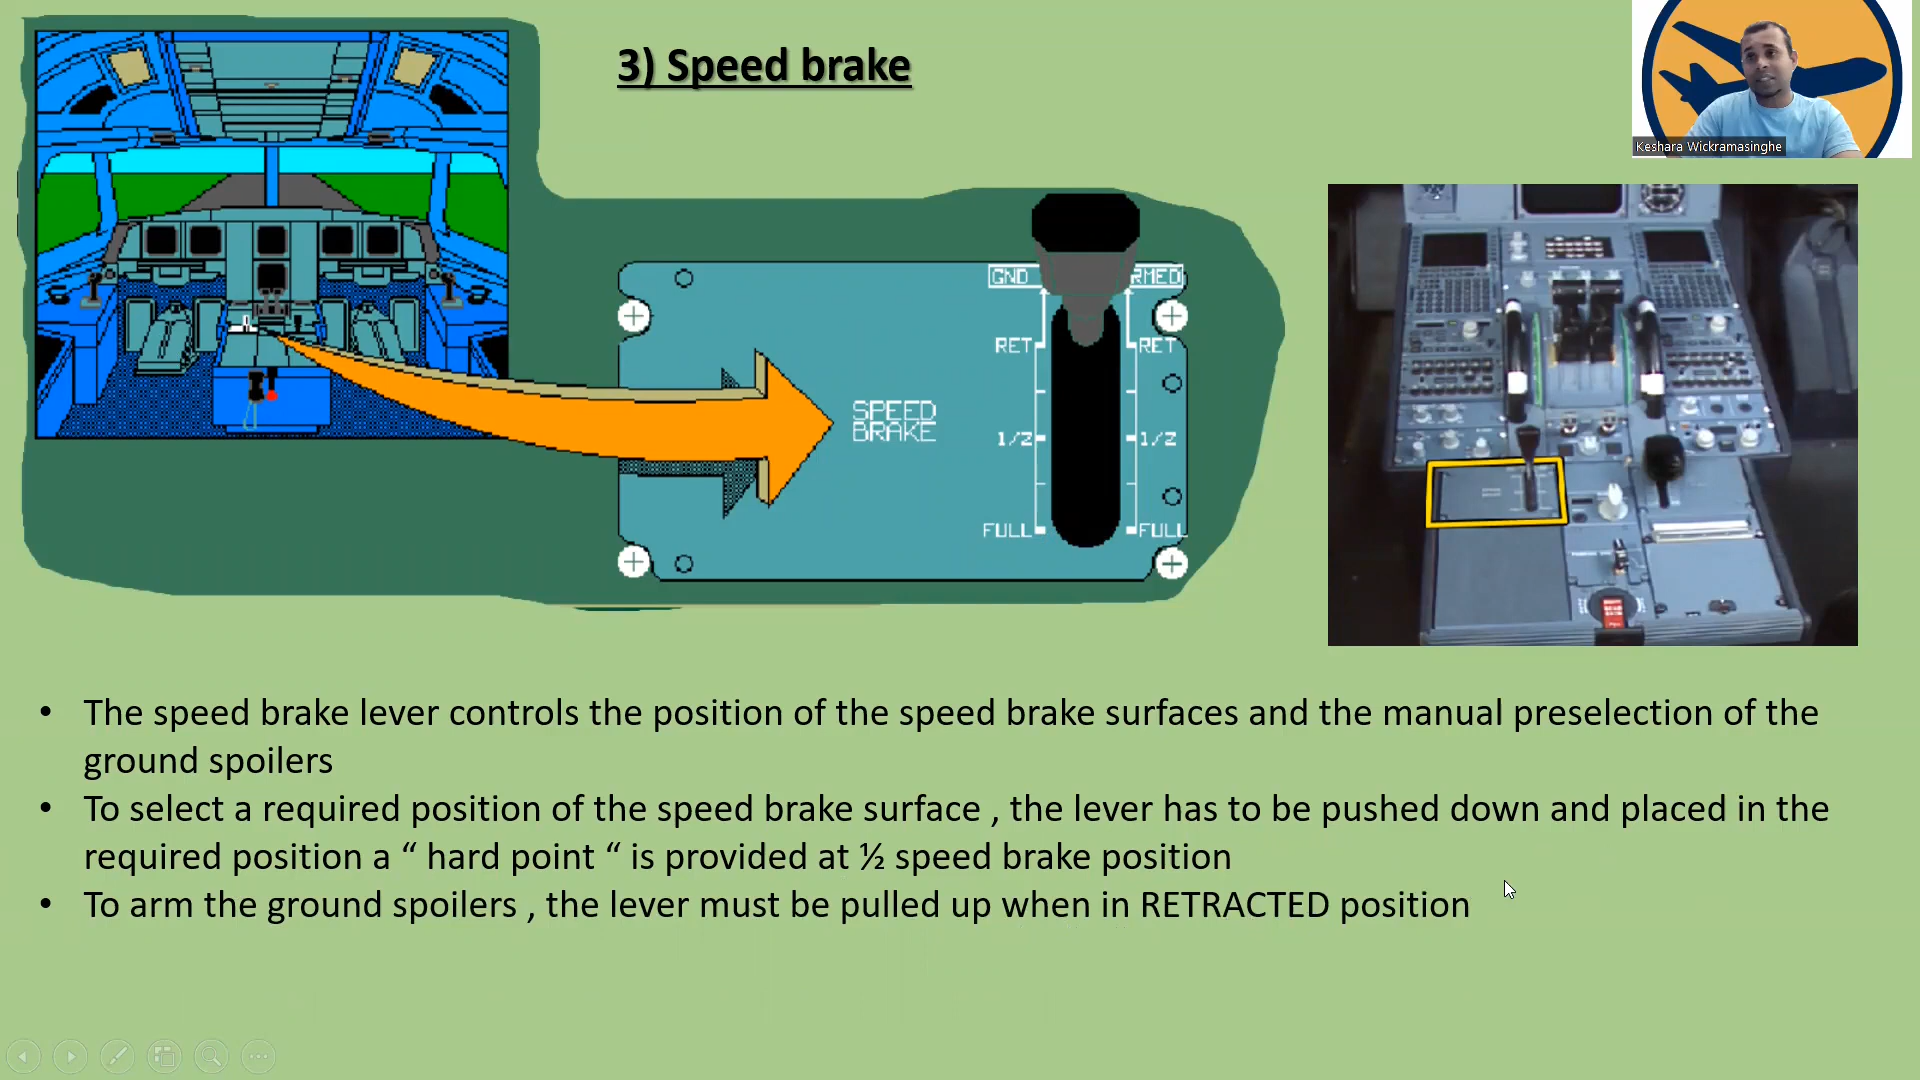 3) Speed brake
Keshara Wickramasinghe
GND RMED
RET RET
SPEED
BRAKE
1/2 1/2
FULL FULL
• The speed brake lever controls the position of the speed brake surfaces and the manual preselection of the
ground spoilers
• To select a required position of the speed brake surface , the lever has to be pushed down and placed in the
required position a “ hard point “ is provided at ½ speed brake position
• To arm the ground spoilers , the lever must be pulled up when in RETRACTED position